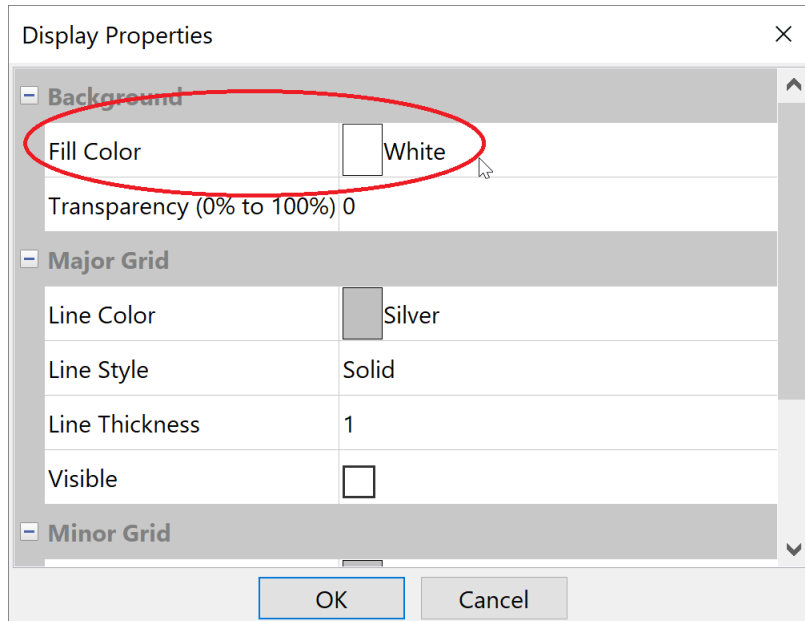 Display Properties
Background
Fill Color White
Transparency (0% to 100%) 0
Major Grid
Line Color Silver
Line Style Solid
Line Thickness 1
Visible
Minor Grid
OK Cancel